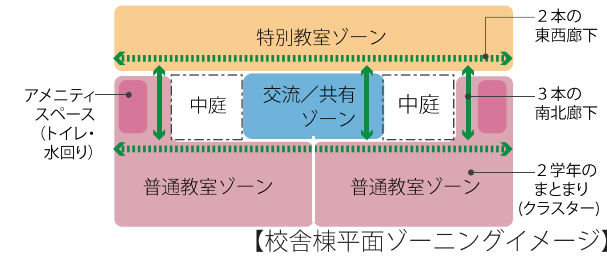 特別教室ゾーン
２本の
東西廊下
アメニティ
スペース
(トイレ・
水回り)
中庭
交流／共有
ゾーン
中庭
３本の
南北廊下
普通教室ゾーン
普通教室ゾーン
２学年の
まとまり
(クラスター)
【校舎棟平面ゾーニングイメージ】